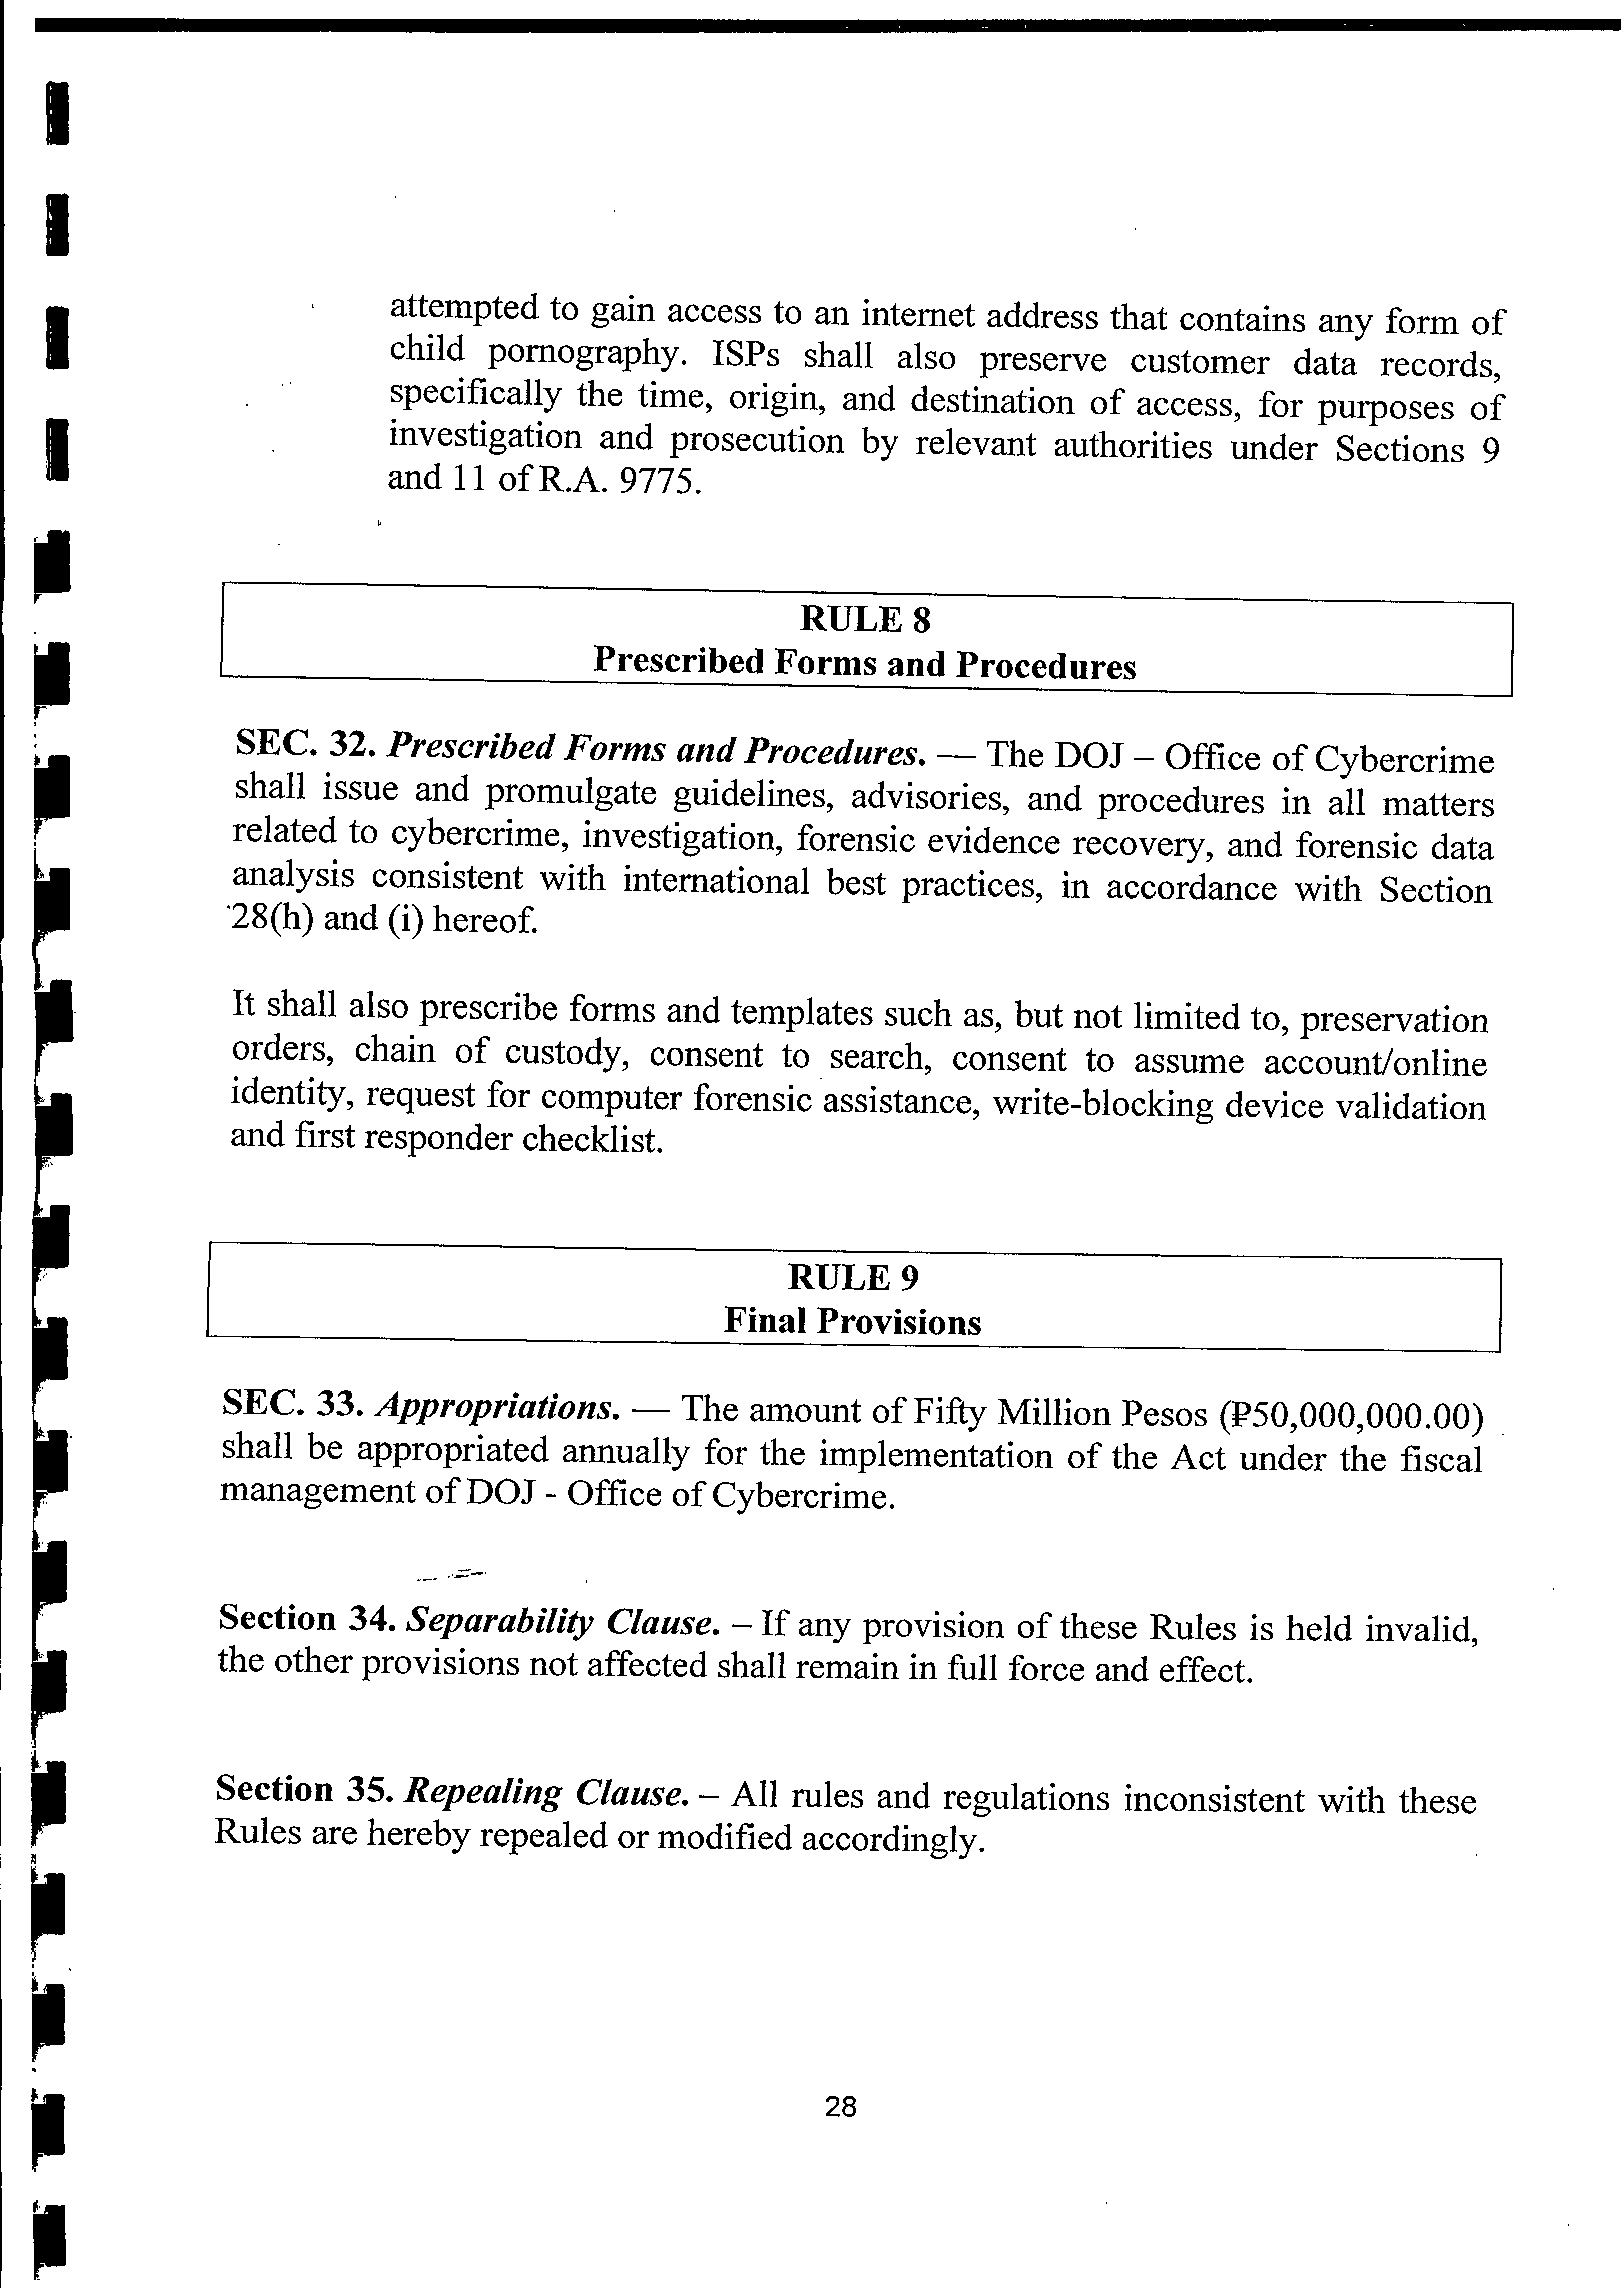 attempted to gain access to an internet address that contains any form of
child pornography. ISPs shall also preserve customer data records,
specifically the time, origin, and destination of access, for purposes of
investigation and prosecution by relevant authorities under Sections 9
and 11 of R.A. 9775.
RULE 8
Prescribed Forms and Procedures
SEC. 32. Prescribed Forms and Procedures. — The DOJ – Office of Cybercrime
shall issue and promulgate guidelines, advisories, and procedures in all matters
related to cybercrime, investigation, forensic evidence recovery, and forensic data
analysis consistent with international best practices, in accordance with Section
28(h) and (i) hereof.
It shall also prescribe forms and templates such as, but not limited to, preservation
orders, chain of custody, consent to search, consent to assume account/online
identity, request for computer forensic assistance, write-blocking device validation
and first responder checklist.
RULE 9
Final Provisions
SEC. 33. Appropriations. — The amount of Fifty Million Pesos (₱50,000,000.00)
shall be appropriated annually for the implementation of the Act under the fiscal
management of DOJ - Office of Cybercrime.
Section 34. Separability Clause. – If any provision of these Rules is held invalid,
the other provisions not affected shall remain in full force and effect.
Section 35. Repealing Clause. – All rules and regulations inconsistent with these
Rules are hereby repealed or modified accordingly.
28